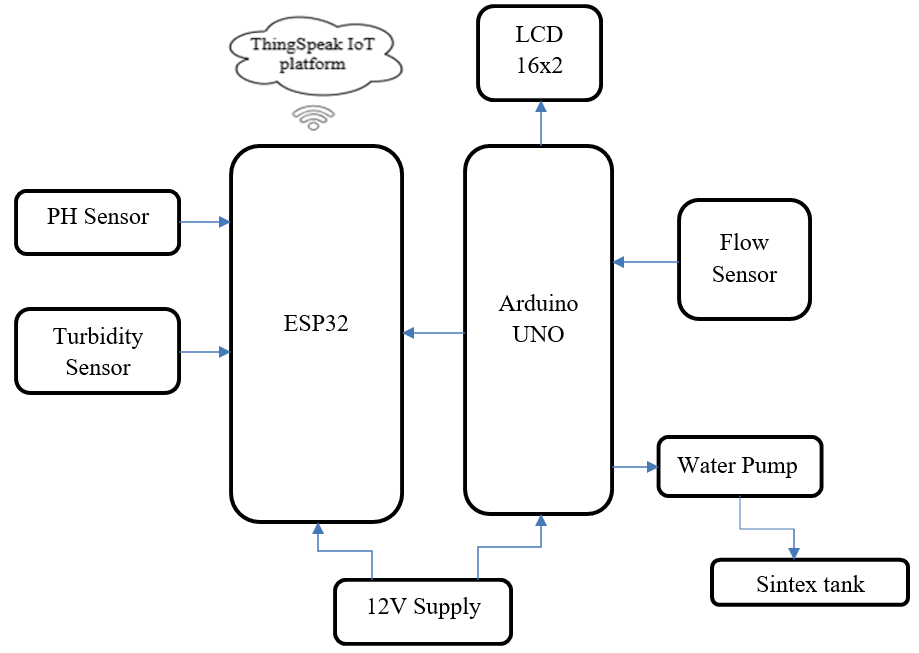 ThingSpeak IoT
platform
LCD
16x2
PH Sensor
Turbidity
Sensor
ESP32
Arduino
UNO
Flow
Sensor
Water Pump
Sintex tank
12V Supply